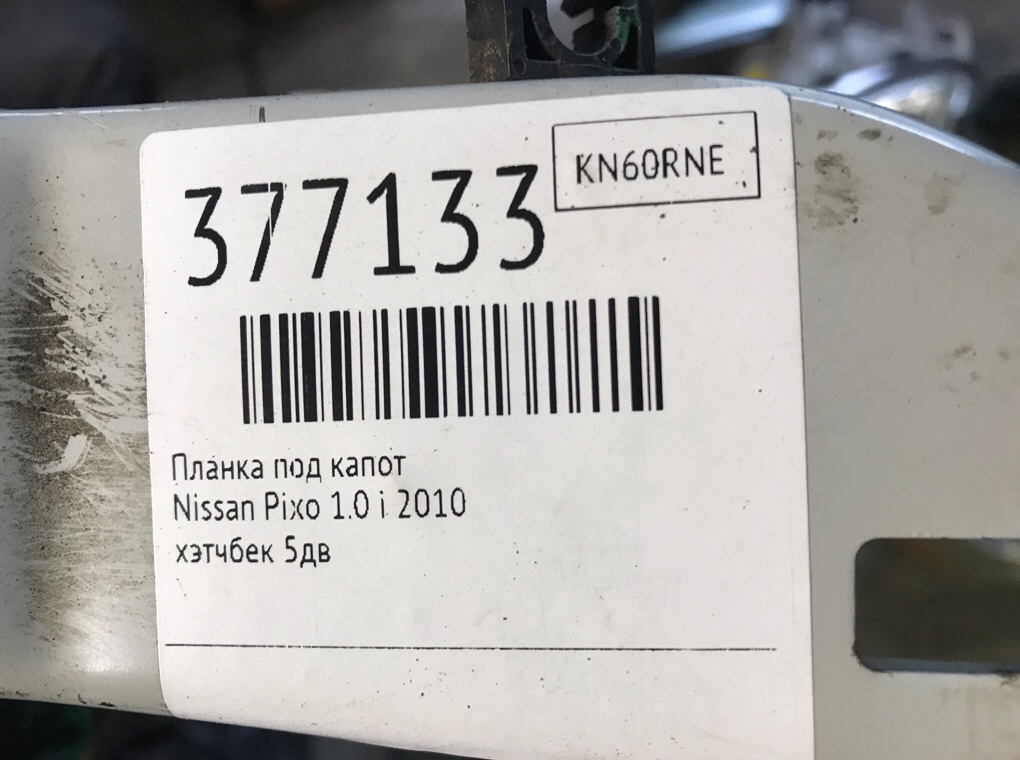 377133
KN60RNE
Планка под капот
Nissan Pixo 1.0 i 2010
хэтчбек 5дв